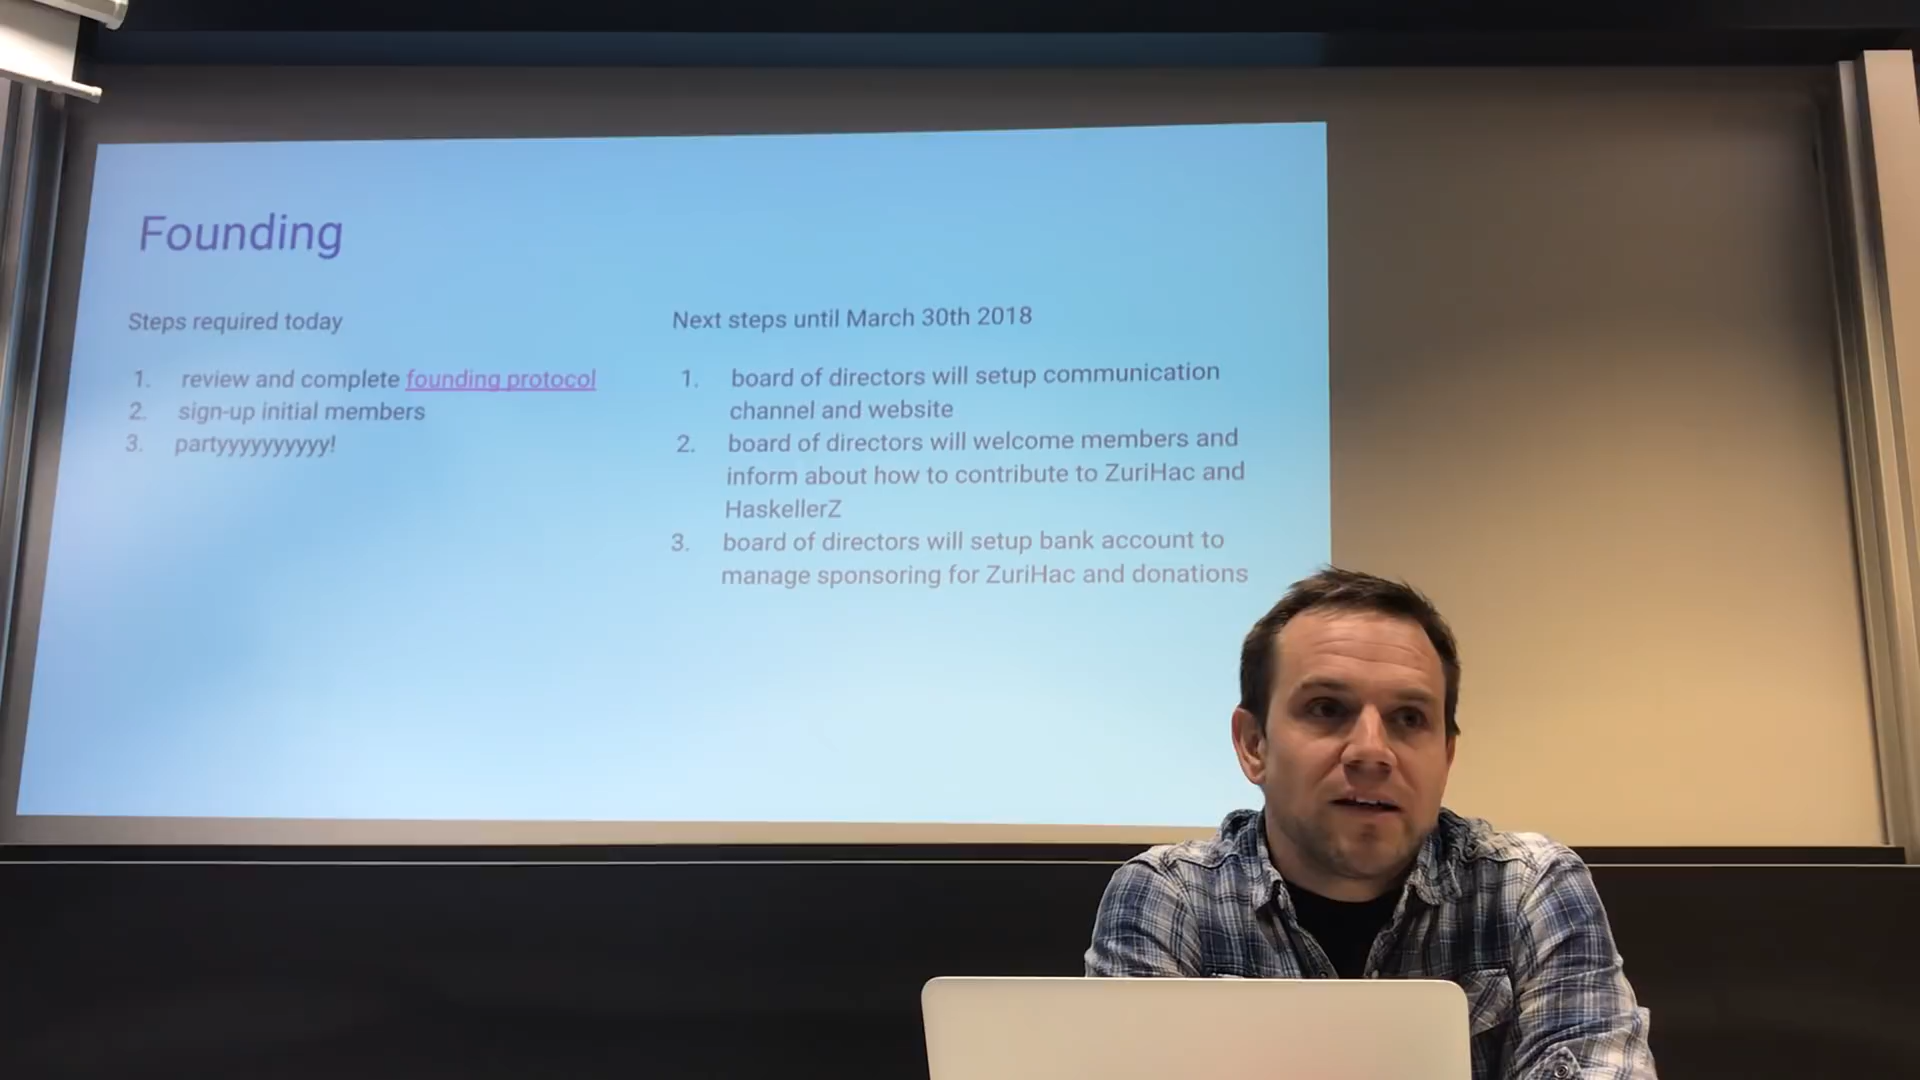 Founding
Steps required today
1. review and complete founding protocol
2. sign-up initial members
3. partyyyyyyyyyy!
Next steps until March 30th 2018
1. board of directors will setup communication
channel and website
2. board of directors will welcome members and
inform about how to contribute to ZuriHac and
HaskellerZ
3. board of directors will setup bank account to
manage sponsoring for ZuriHac and donations